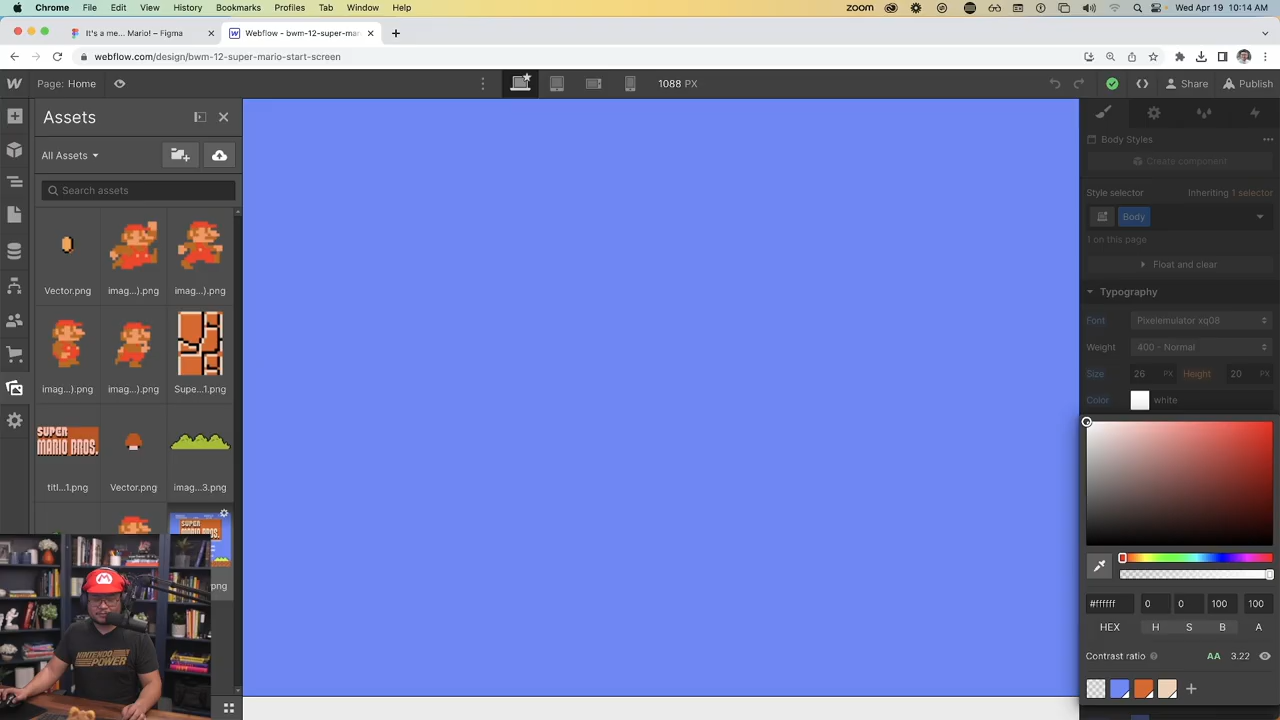 Chrome File Edit View History Bookmarks Profiles Tab Window Help zoom Wed Apr 19 10:14 AM
It's a me... Mario! – Figma
Webflow - bwm-12-super-mar
webflow.com/design/bwm-12-super-mario-start-screen
Page: Home 1088 PX Share Publish
Assets
Body Styles
Create component
All Assets
Search assets
Style selector Inheriting 1 selector
Body
1 on this page
Float and clear
Vector.png imag...}.png imag...}.png
Typography
Font Pixelemulator xq08
Weight 400 - Normal
Size 26 PX Height 20 PX
imag...}.png imag...}.png Supe...1.png
Color white
SUPER
MARIO BROS.
titl...1.png Vector.png imag...3.png
SUPER
MARIO BROS.
png
#ffffff 0 0 100 100
HEX H S B A
Contrast ratio AA 3.22
M
NINTENDO
POWER